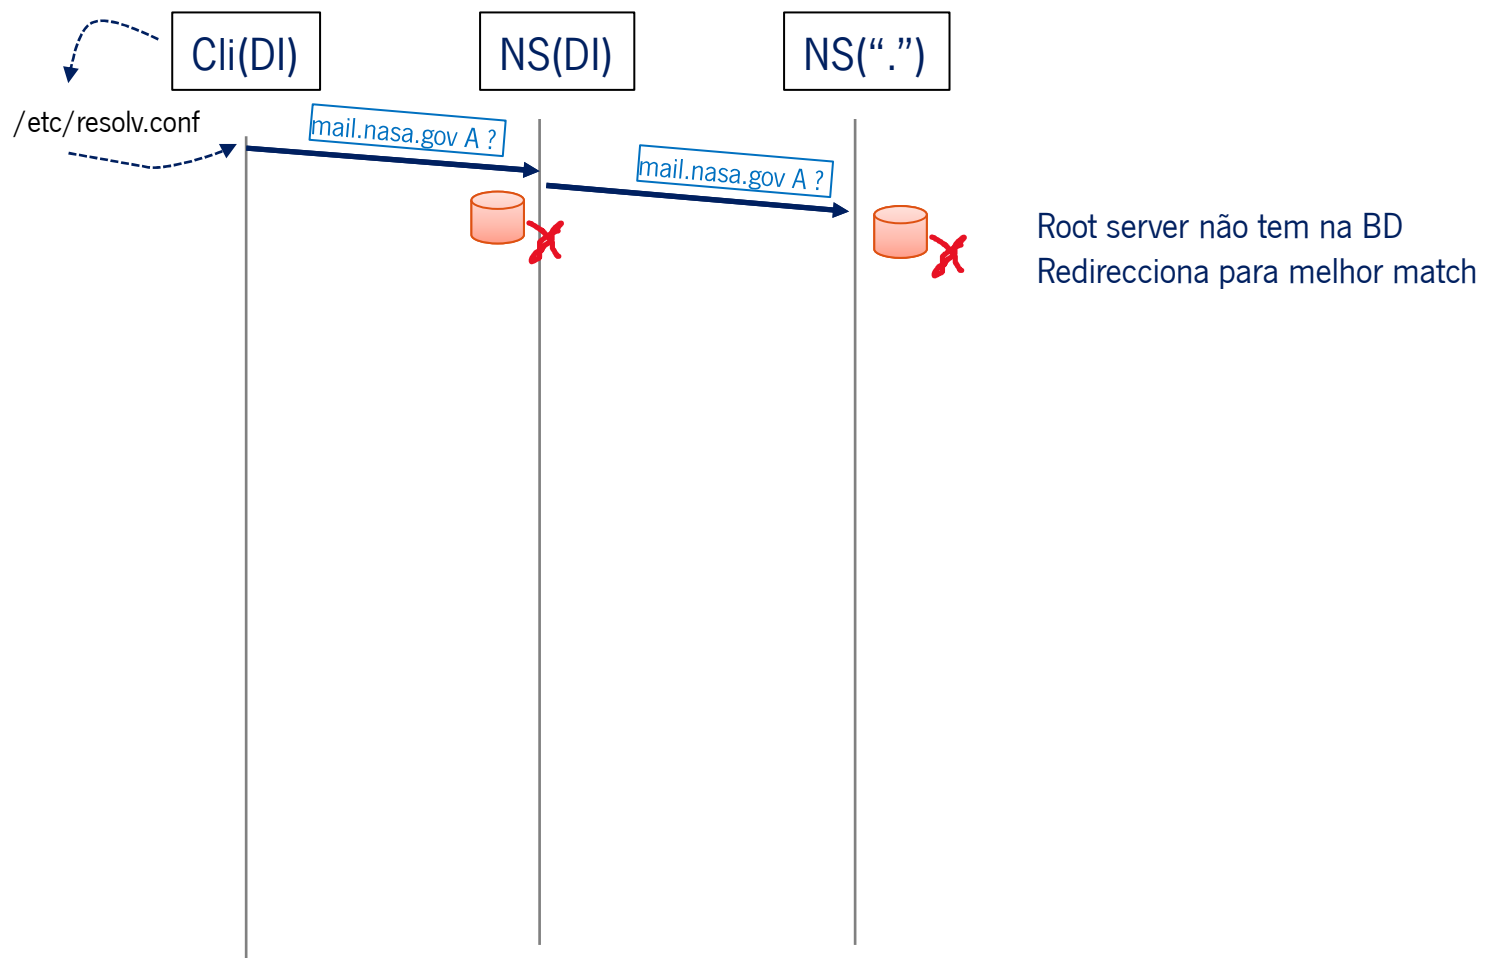 Cli(DI)
NS(DI)
NS(“.”)
/etc/resolv.conf
mail.nasa.gov A ?
mail.nasa.gov A ?
Root server não tem na BD
Redirecciona para melhor match